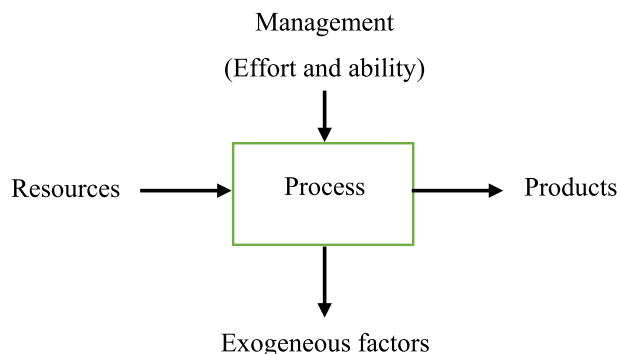 Management
(Effort and ability)
Resources
Process
Products
Exogeneous factors